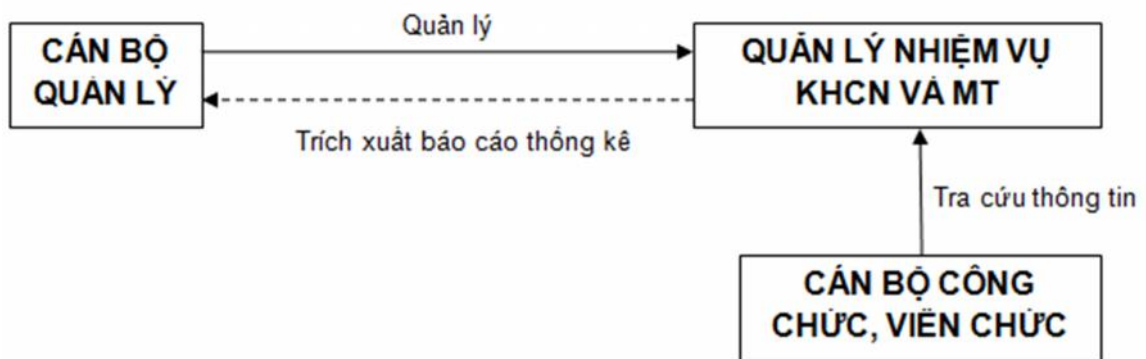 Quản lý
CÁN BỘ
QUẢN LÝ
QUẢN LÝ NHIỆM VỤ
KHCN VÀ MT
Trích xuất báo cáo thống kê
Tra cứu thông tin
CÁN BỘ CÔNG
CHỨC, VIÊN CHỨC